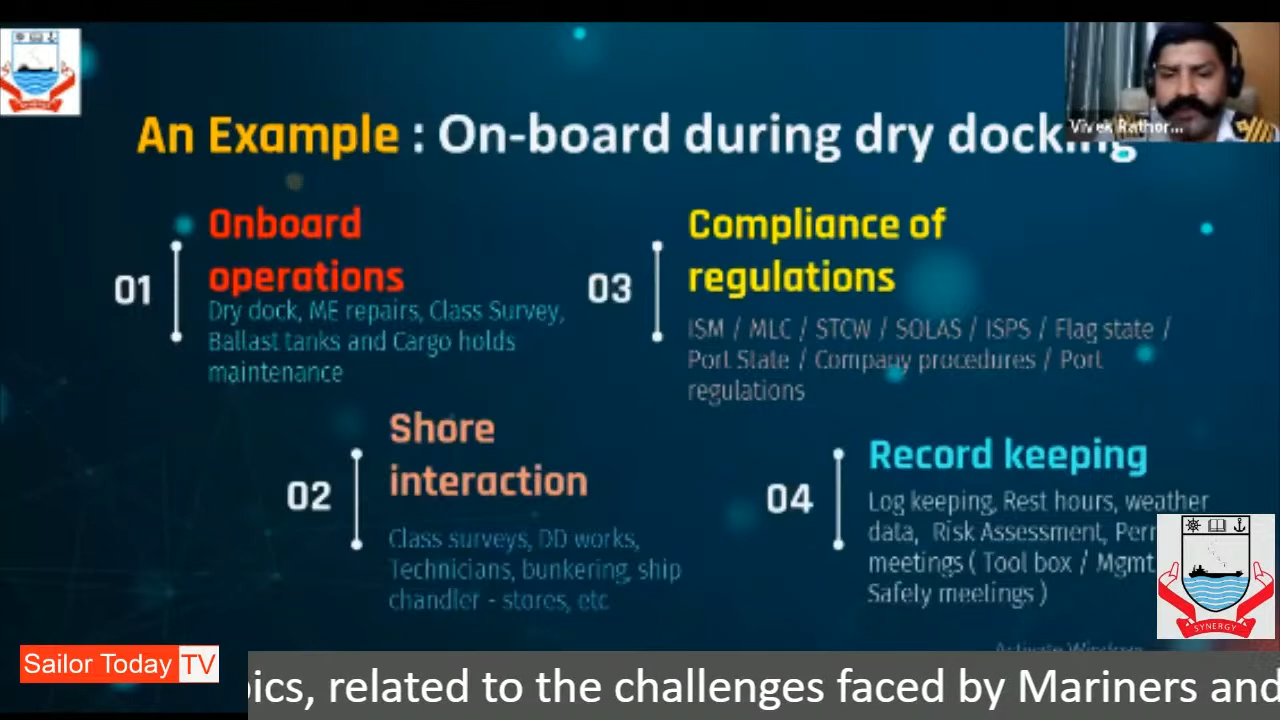 An Example : On-board during dry docking
Vivek Rathor...
01
Onboard
operations
Dry dock, ME repairs, Class Survey,
Ballast tanks and Cargo holds
maintenance
02
Shore
interaction
Class surveys, DD works,
Technicians, bunkering, ship
chandler - stores, etc
03
Compliance of
regulations
ISM / MLC / STCW / SOLAS / ISPS / Flag state /
Port State / Company procedures / Port
regulations
04
Record keeping
Log keeping, Rest hours, weather
data, Risk Assessment,
meetings ( Tool box / Mgmt
Safety meetings )
SYNERGY
Activate Windows
Sailor Today TV
related to the challenges faced by Mariners and